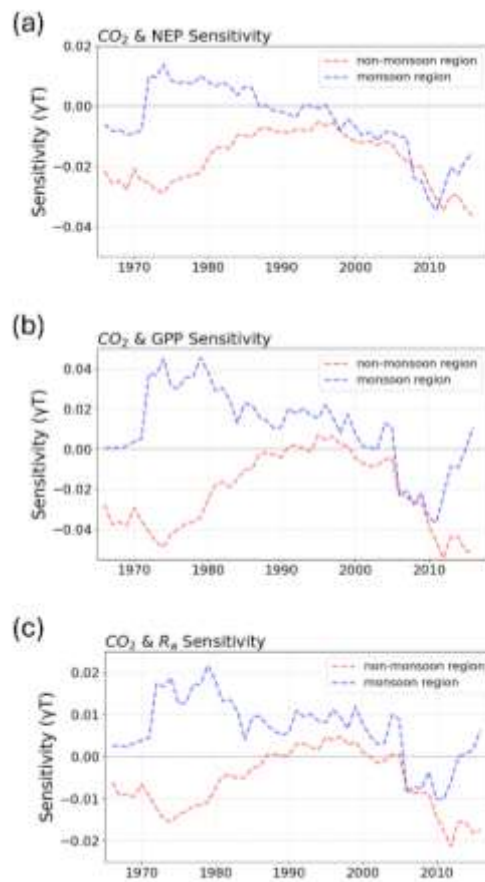 (a)
CO₂ & NEP Sensitivity
non-monsoon region
monsoon region
Sensitivity (γT)
0.02
0.00
−0.02
−0.04
1970 1980 1990 2000 2010
(b)
CO₂ & GPP Sensitivity
non-monsoon region
monsoon region
Sensitivity (γT)
0.04
0.02
0.00
−0.02
−0.04
1970 1980 1990 2000 2010
(c)
CO₂ & Rₐ Sensitivity
non-monsoon region
monsoon region
Sensitivity (γT)
0.02
0.01
0.00
−0.01
−0.02
1970 1980 1990 2000 2010